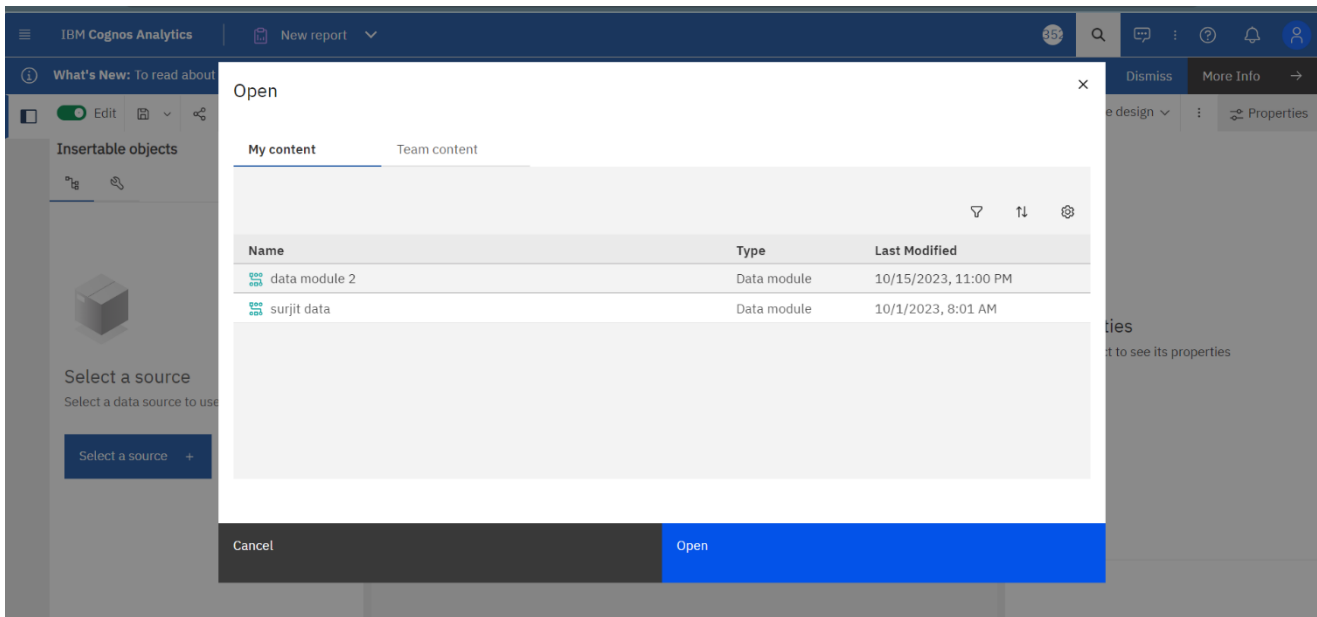 IBM Cognos Analytics New report
What's New: To read about Dismiss More Info
Edit e design Properties
Open
Insertable objects
My content Team content
Name Type Last Modified
data module 2 Data module 10/15/2023, 11:00 PM
surjit data Data module 10/1/2023, 8:01 AM
ties
ct to see its properties
Select a source
Select a data source to use
Select a source +
Cancel Open